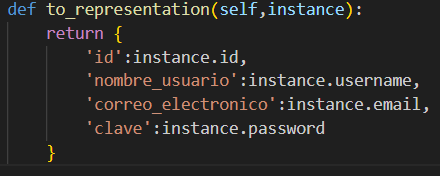 def to_representation(self,instance):
    return {
        'id':instance.id,
        'nombre_usuario':instance.username,
        'correo_electronico':instance.email,
        'clave':instance.password
    }